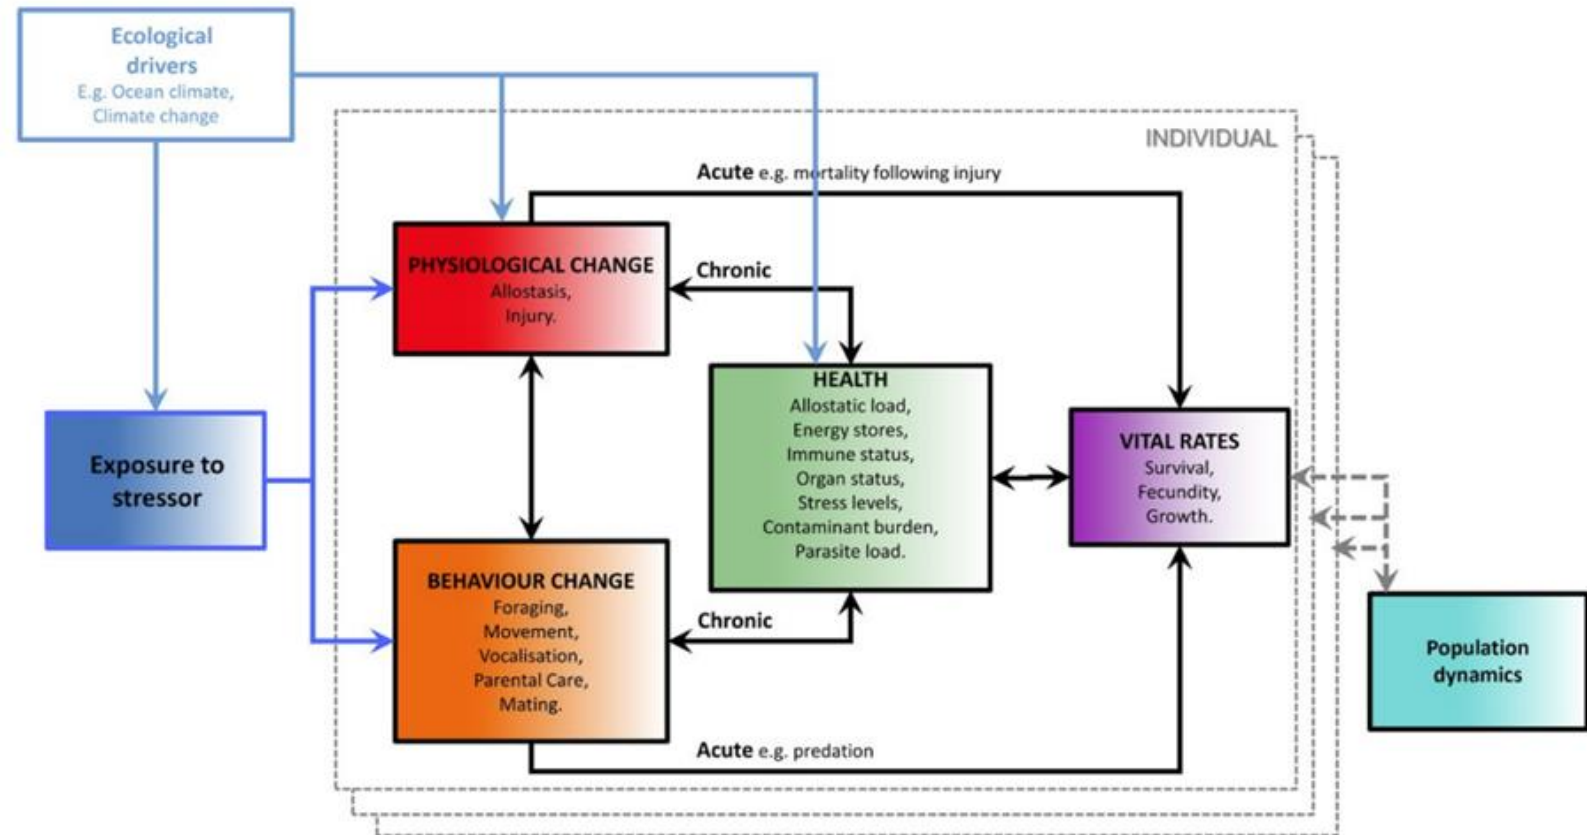 Ecological
drivers
E.g. Ocean climate,
Climate change
INDIVIDUAL
Acute e.g. mortality following injury
PHYSIOLOGICAL CHANGE
Allostasis,
Injury.
Chronic
HEALTH
Allostatic load,
Energy stores,
Immune status,
Organ status,
Stress levels,
Contaminant burden,
Parasite load.
VITAL RATES
Survival,
Fecundity,
Growth.
Exposure to
stressor
BEHAVIOUR CHANGE
Foraging,
Movement,
Vocalisation,
Parental Care,
Mating.
Chronic
Acute e.g. predation
Population
dynamics